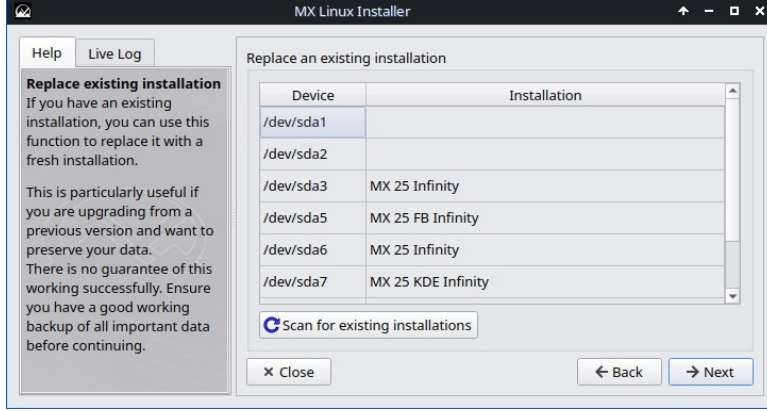 MX Linux Installer
Help
Live Log
Replace existing installation
If you have an existing
installation, you can use this
function to replace it with a
fresh installation.
This is particularly useful if
you are upgrading from a
previous version and want to
preserve your data.
There is no guarantee of this
working successfully. Ensure
you have a good working
backup of all important data
before continuing.
Replace an existing installation
Device Installation
/dev/sda1
/dev/sda2
/dev/sda3 MX 25 Infinity
/dev/sda5 MX 25 FB Infinity
/dev/sda6 MX 25 Infinity
/dev/sda7 MX 25 KDE Infinity
Scan for existing installations
Close
Back
Next